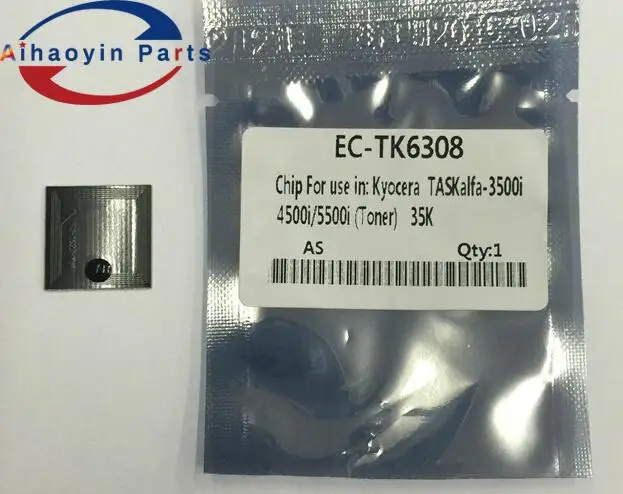 Aihaoyin Parts
EC-TK6308
Chip For use in: Kyocera TASKalfa-3500i
4500i/5500i (Toner) 35K
AS Qty:1